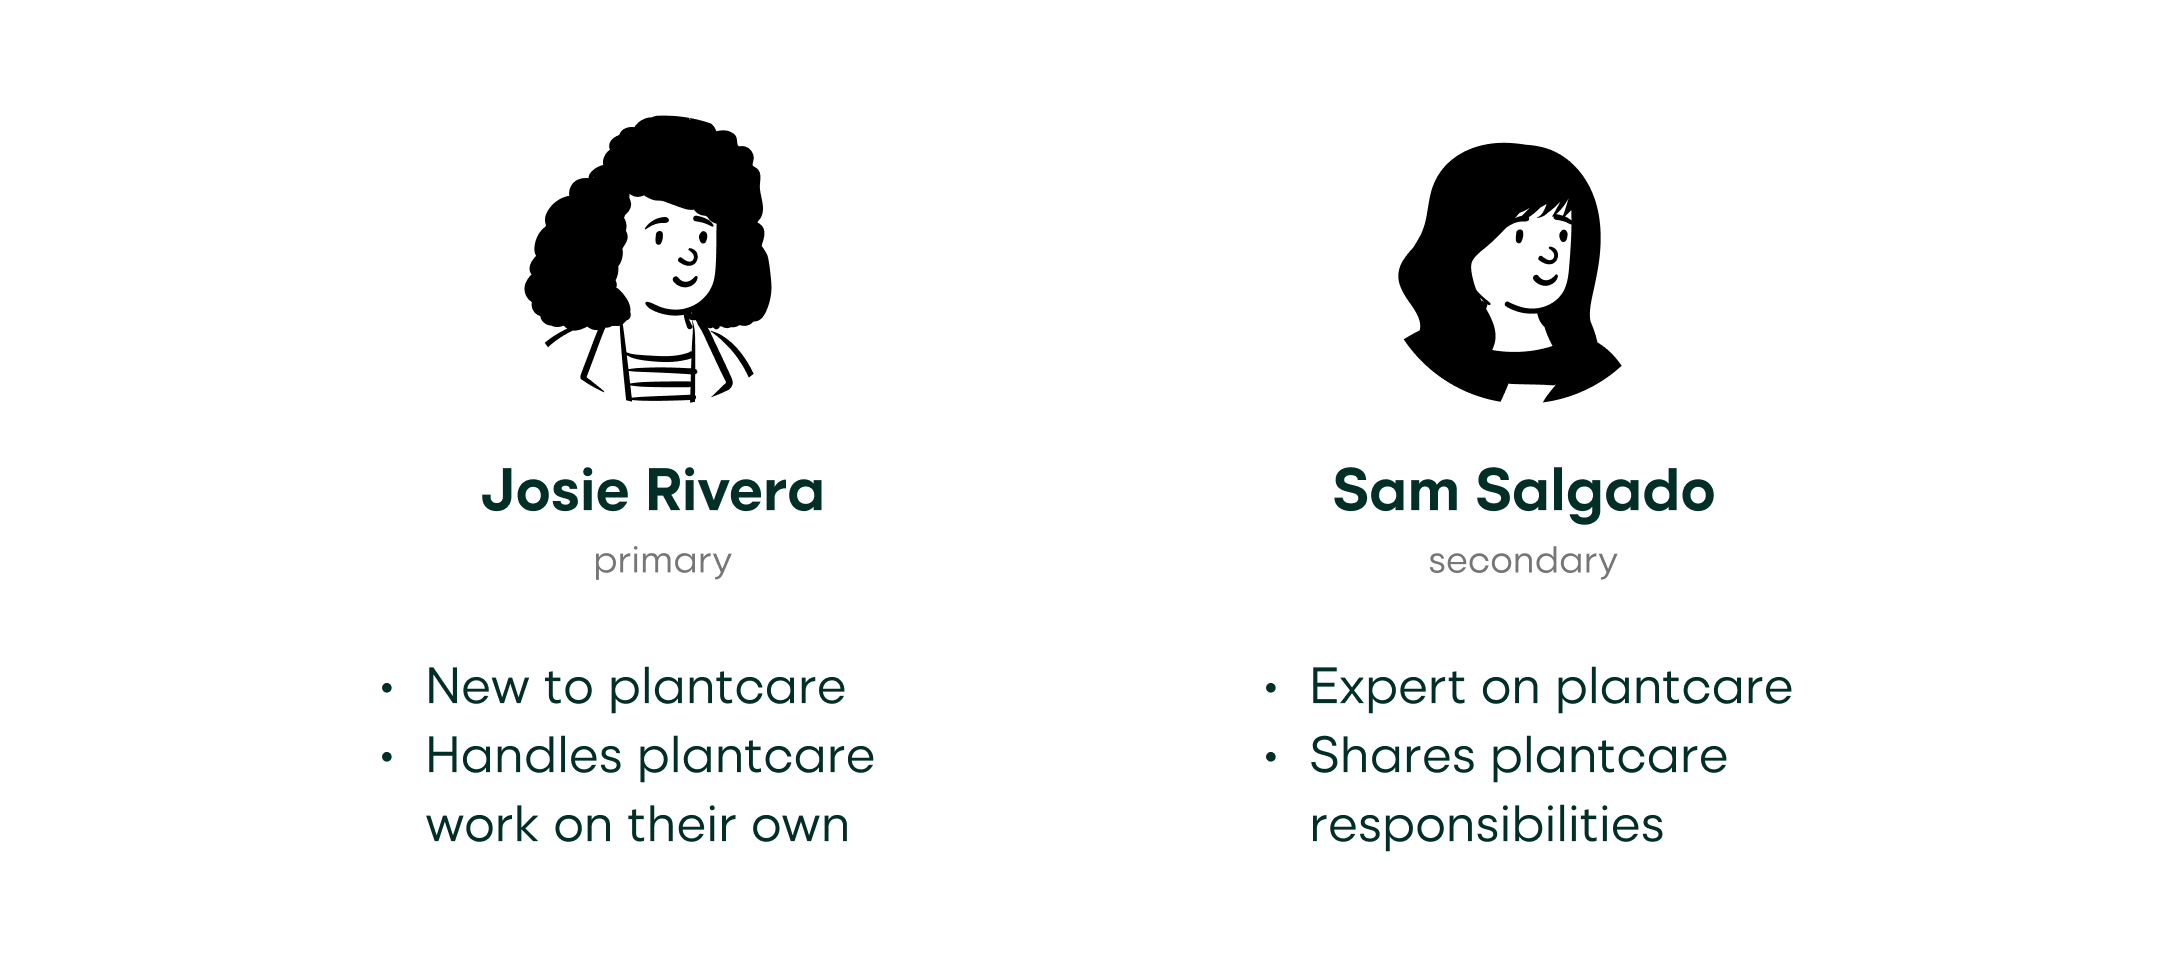 Josie Rivera
primary
• New to plantcare
• Handles plantcare
work on their own
Sam Salgado
secondary
• Expert on plantcare
• Shares plantcare
responsibilities